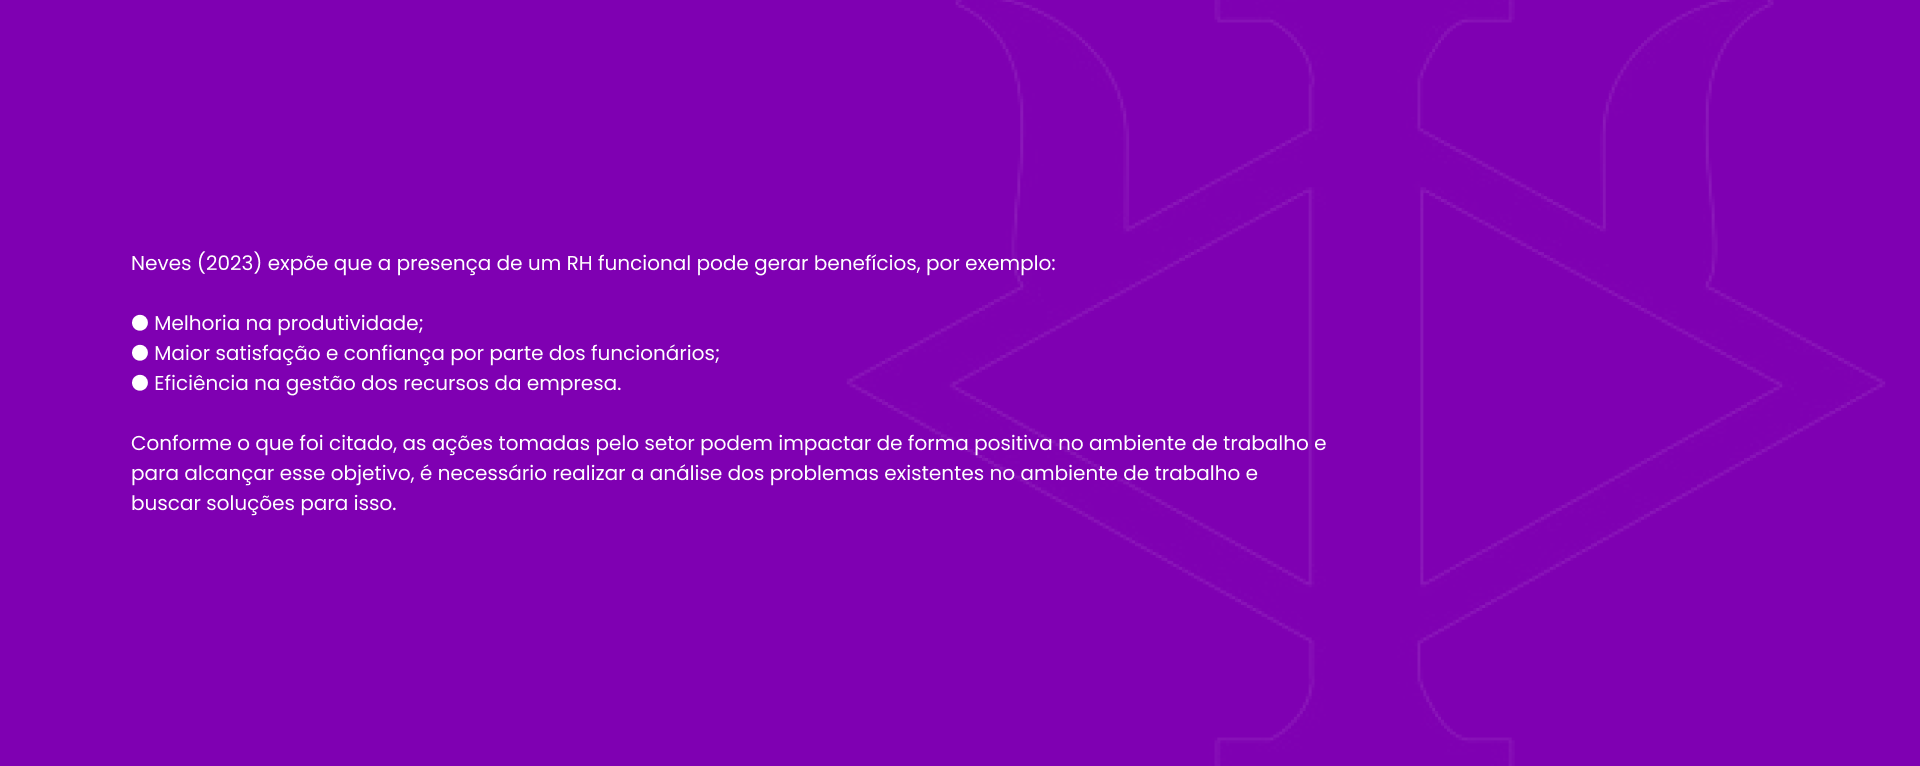 Neves (2023) expõe que a presença de um RH funcional pode gerar benefícios, por exemplo:
● Melhoria na produtividade;
● Maior satisfação e confiança por parte dos funcionários;
● Eficiência na gestão dos recursos da empresa.
Conforme o que foi citado, as ações tomadas pelo setor podem impactar de forma positiva no ambiente de trabalho e
para alcançar esse objetivo, é necessário realizar a análise dos problemas existentes no ambiente de trabalho e
buscar soluções para isso.